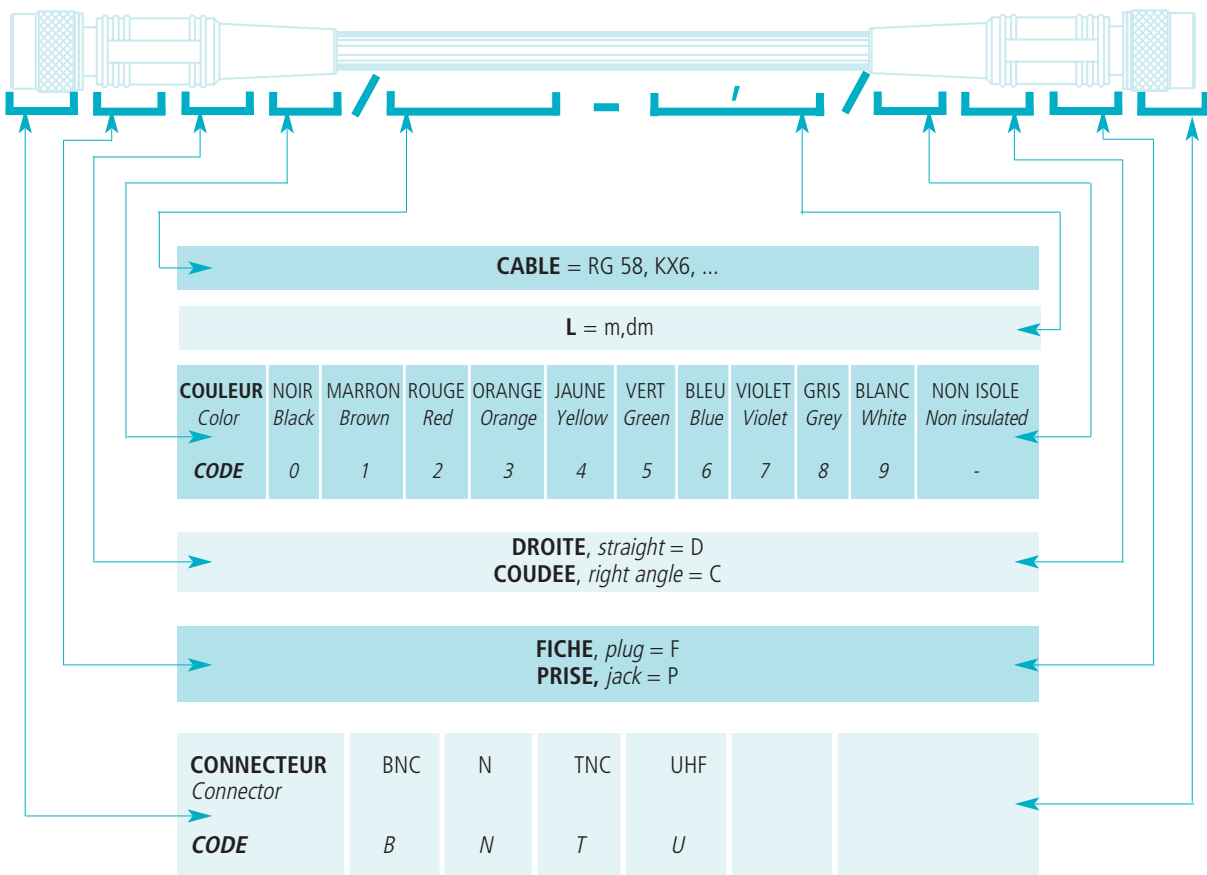 / - , /
CABLE = RG 58, KX6, ...
L = m,dm
COULEUR NOIR MARRON ROUGE ORANGE JAUNE VERT BLEU VIOLET GRIS BLANC NON ISOLE
Color Black Brown Red Orange Yellow Green Blue Violet Grey White Non insulated
CODE 0 1 2 3 4 5 6 7 8 9 -
DROITE, straight = D
COUDEE, right angle = C
FICHE, plug = F
PRISE, jack = P
CONNECTEUR BNC N TNC UHF
Connector
CODE B N T U